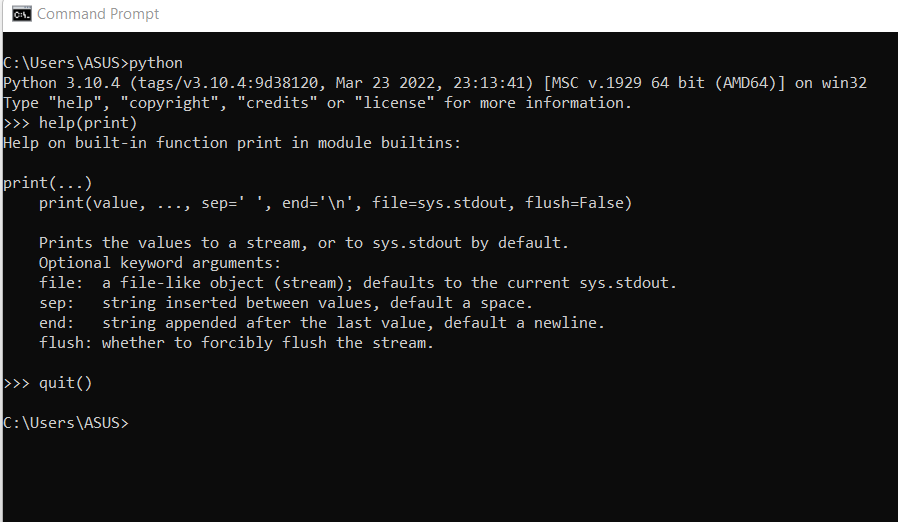 Command Prompt
C:\Users\ASUS>python
Python 3.10.4 (tags/v3.10.4:9d38120, Mar 23 2022, 23:13:41) [MSC v.1929 64 bit (AMD64)] on win32
Type "help", "copyright", "credits" or "license" for more information.
>>> help(print)
Help on built-in function print in module builtins:

print(...)
    print(value, ..., sep=' ', end='\n', file=sys.stdout, flush=False)

    Prints the values to a stream, or to sys.stdout by default.
    Optional keyword arguments:
    file:  a file-like object (stream); defaults to the current sys.stdout.
    sep:   string inserted between values, default a space.
    end:   string appended after the last value, default a newline.
    flush: whether to forcibly flush the stream.

>>> quit()

C:\Users\ASUS>